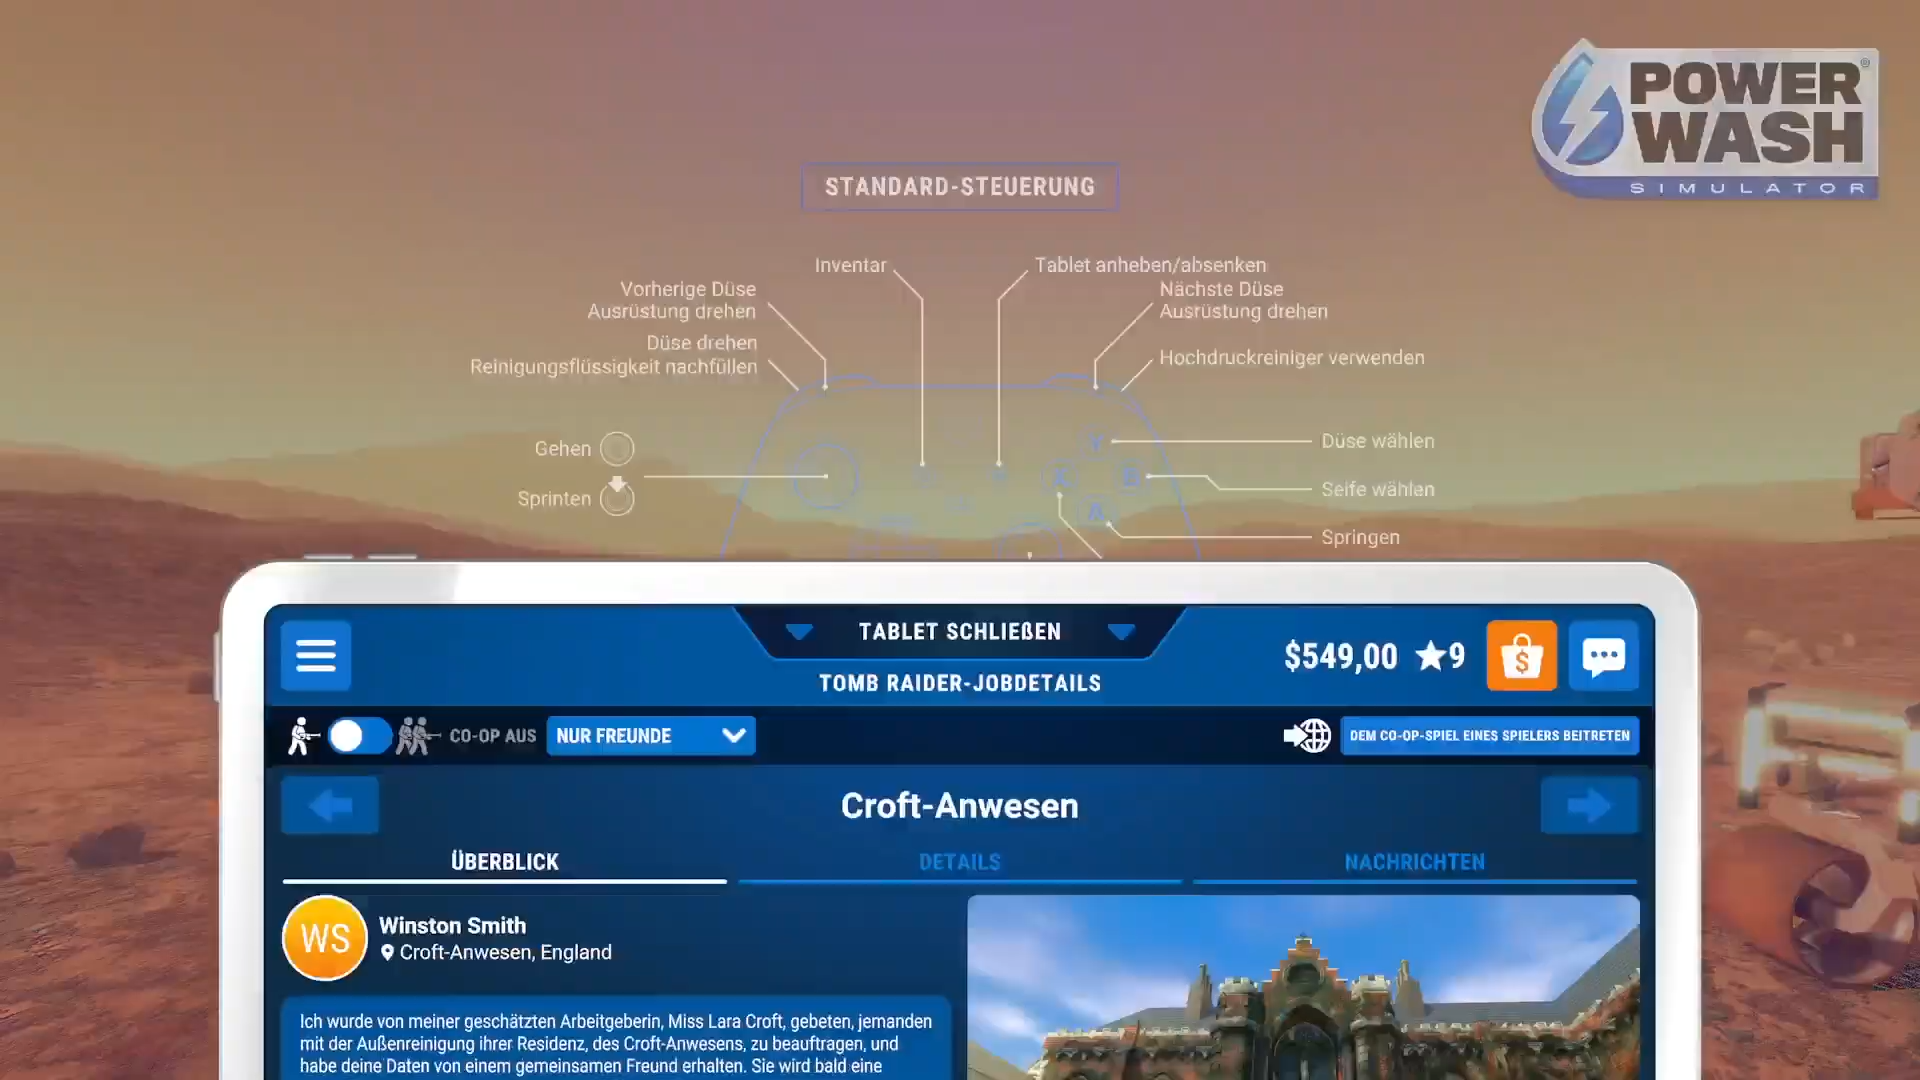 POWER
WASH
SIMULATOR
STANDARD-STEUERUNG
Inventar
Tablet anheben/absenken
Vorherige Düse
Ausrüstung drehen
Nächste Düse
Ausrüstung drehen
Düse drehen
Reinigungsflüssigkeit nachfüllen
Hochdruckreiniger verwenden
Gehen
Sprinten
Y
X
B
A
Düse wählen
Seife wählen
Springen
TABLET SCHLIEẞEN
TOMB RAIDER-JOBDETAILS
$549,00 ★9
CO-OP AUS
NUR FREUNDE
DEM CO-OP-SPIEL EINES SPIELERS BEITRETEN
Croft-Anwesen
ÜBERBLICK
DETAILS
NACHRICHTEN
WS
Winston Smith
Croft-Anwesen, England
Ich wurde von meiner geschätzten Arbeitgeberin, Miss Lara Croft, gebeten, jemanden
mit der Außenreinigung ihrer Residenz, des Croft-Anwesens, zu beauftragen, und
habe deine Daten von einem gemeinsamen Freund erhalten. Sie wird bald eine